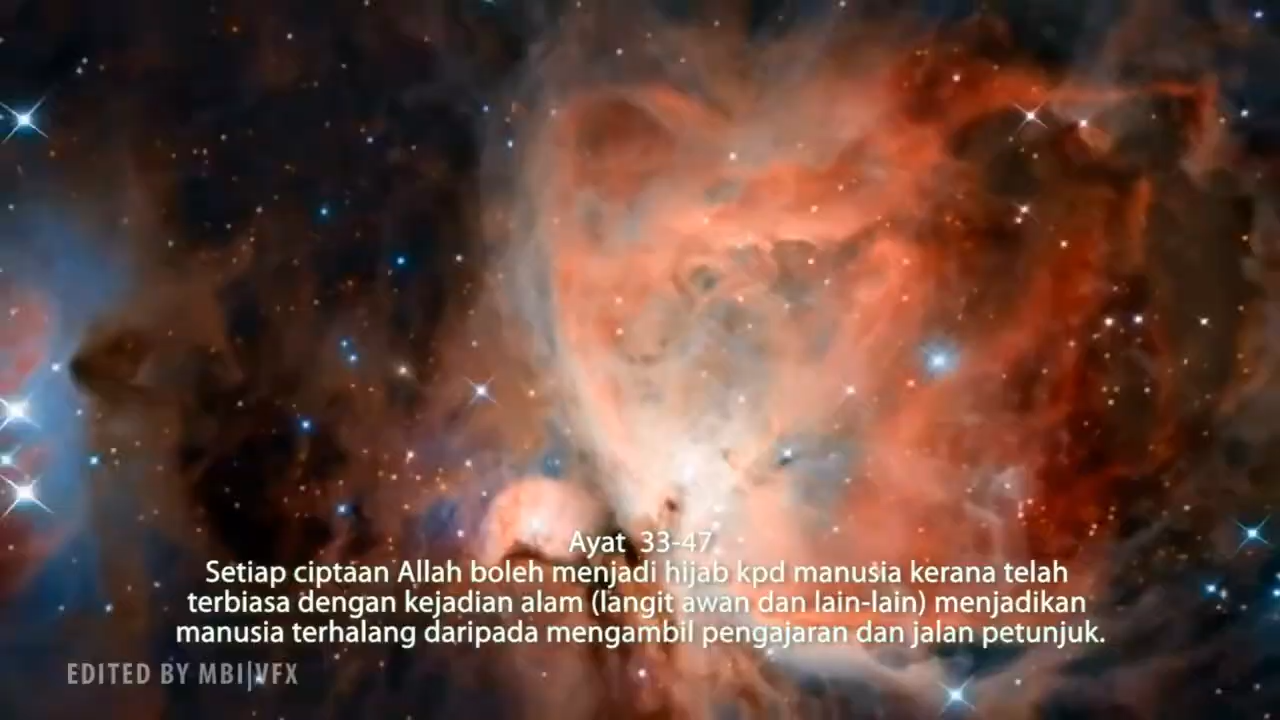 Ayat 33-47
Setiap ciptaan Allah boleh menjadi hijab kpd manusia kerana telah
terbiasa dengan kejadian alam (langit awan dan lain-lain) menjadikan
manusia terhalang daripada mengambil pengajaran dan jalan petunjuk.
EDITED BY MBI|VFX